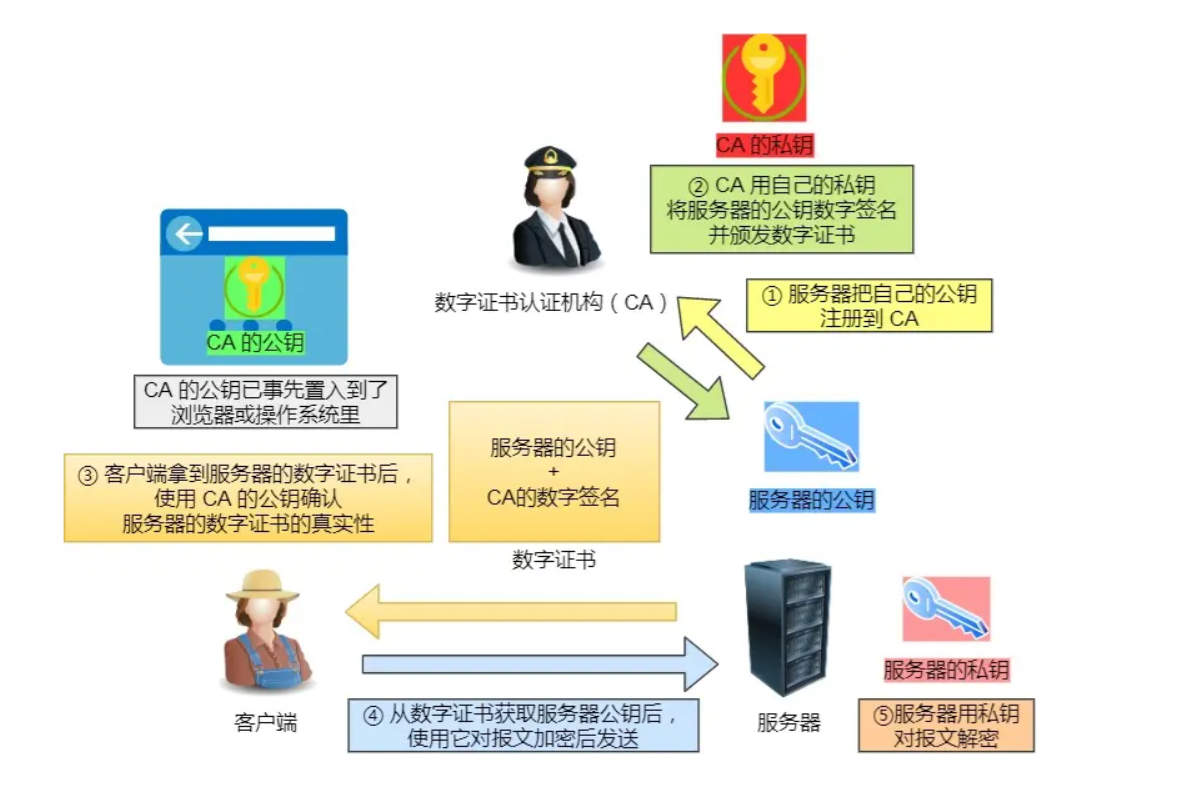 CA 的私钥
② CA 用自己的私钥
将服务器的公钥数字签名
并颁发数字证书
数字证书认证机构（CA）
① 服务器把自己的公钥
注册到 CA
CA 的公钥
CA 的公钥已事先置入到了
浏览器或操作系统里
③ 客户端拿到服务器的数字证书后，
使用 CA 的公钥确认
服务器的数字证书的真实性
服务器的公钥
+
CA的数字签名
数字证书
服务器的公钥
服务器的私钥
客户端
④ 从数字证书获取服务器公钥后，
使用它对报文加密后发送
服务器
⑤服务器用私钥
对报文解密